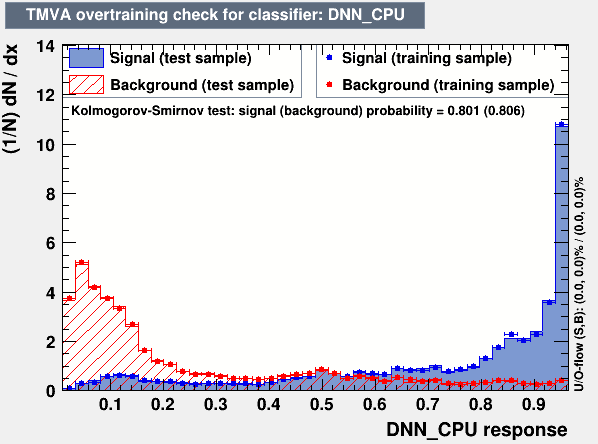 TMVA overtraining check for classifier: DNN_CPU
(1/N) dN / dx
14
12
10
8
6
4
2
0
Signal (test sample)
Background (test sample)
Signal (training sample)
Background (training sample)
Kolmogorov-Smirnov test: signal (background) probability = 0.801 (0.806)
U/O-flow (S,B): (0.0, 0.0)% / (0.0, 0.0)%
0.1 0.2 0.3 0.4 0.5 0.6 0.7 0.8 0.9
DNN_CPU response